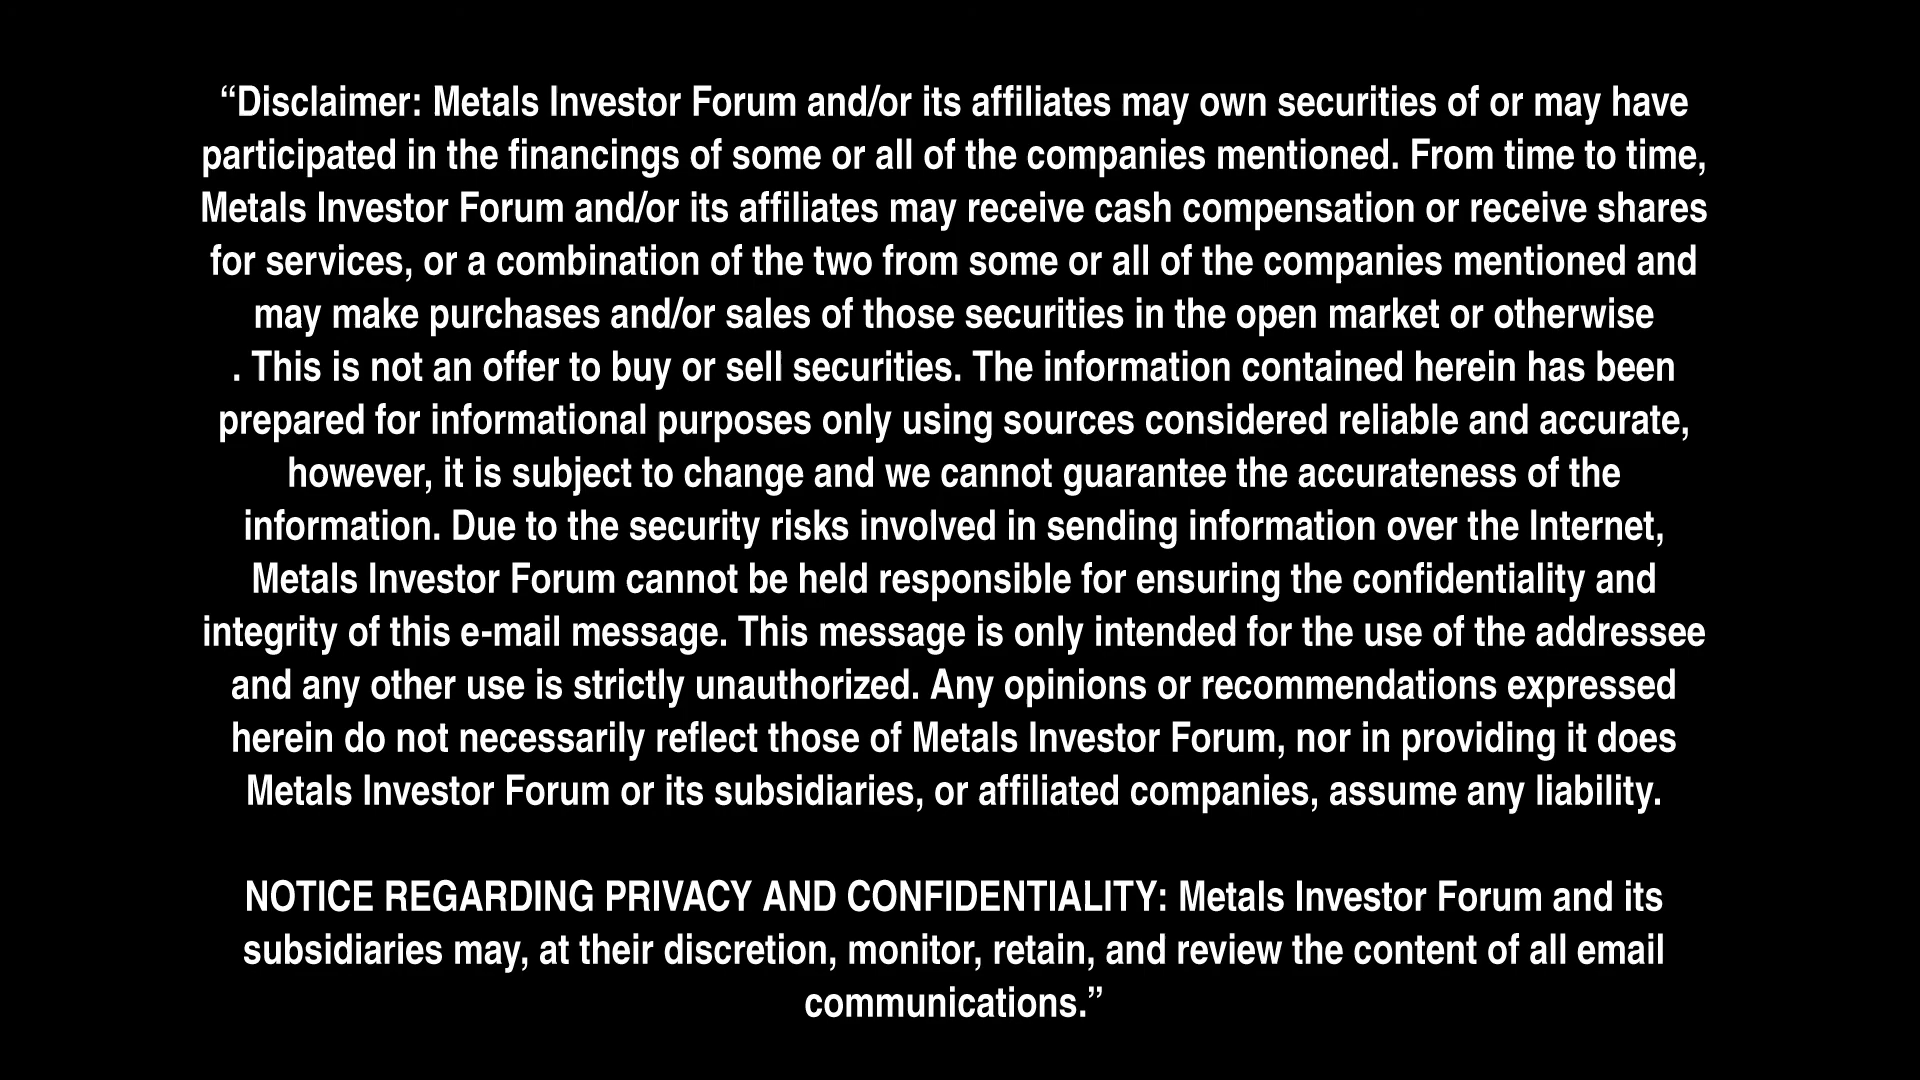 “Disclaimer: Metals Investor Forum and/or its affiliates may own securities of or may have
participated in the financings of some or all of the companies mentioned. From time to time,
Metals Investor Forum and/or its affiliates may receive cash compensation or receive shares
for services, or a combination of the two from some or all of the companies mentioned and
may make purchases and/or sales of those securities in the open market or otherwise
. This is not an offer to buy or sell securities. The information contained herein has been
prepared for informational purposes only using sources considered reliable and accurate,
however, it is subject to change and we cannot guarantee the accurateness of the
information. Due to the security risks involved in sending information over the Internet,
Metals Investor Forum cannot be held responsible for ensuring the confidentiality and
integrity of this e-mail message. This message is only intended for the use of the addressee
and any other use is strictly unauthorized. Any opinions or recommendations expressed
herein do not necessarily reflect those of Metals Investor Forum, nor in providing it does
Metals Investor Forum or its subsidiaries, or affiliated companies, assume any liability.
NOTICE REGARDING PRIVACY AND CONFIDENTIALITY: Metals Investor Forum and its
subsidiaries may, at their discretion, monitor, retain, and review the content of all email
communications.”